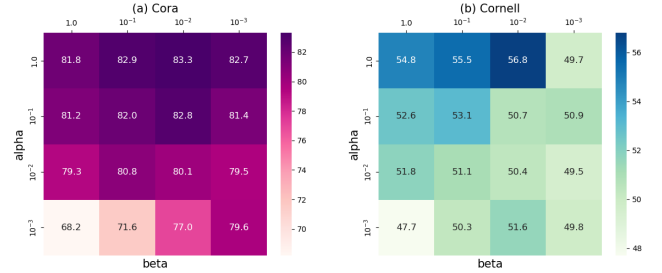 (a) Cora
1.0 10⁻¹ 10⁻² 10⁻³
1.0 81.8 82.9 83.3 82.7
10⁻¹ 81.2 82.0 82.8 81.4
10⁻² 79.3 80.8 80.1 79.5
10⁻³ 68.2 71.6 77.0 79.6
alpha
beta
82
80
78
76
74
72
70
(b) Cornell
1.0 10⁻¹ 10⁻² 10⁻³
1.0 54.8 55.5 56.8 49.7
10⁻¹ 52.6 53.1 50.7 50.9
10⁻² 51.8 51.1 50.4 49.5
10⁻³ 47.7 50.3 51.6 49.8
alpha
beta
56
54
52
50
48